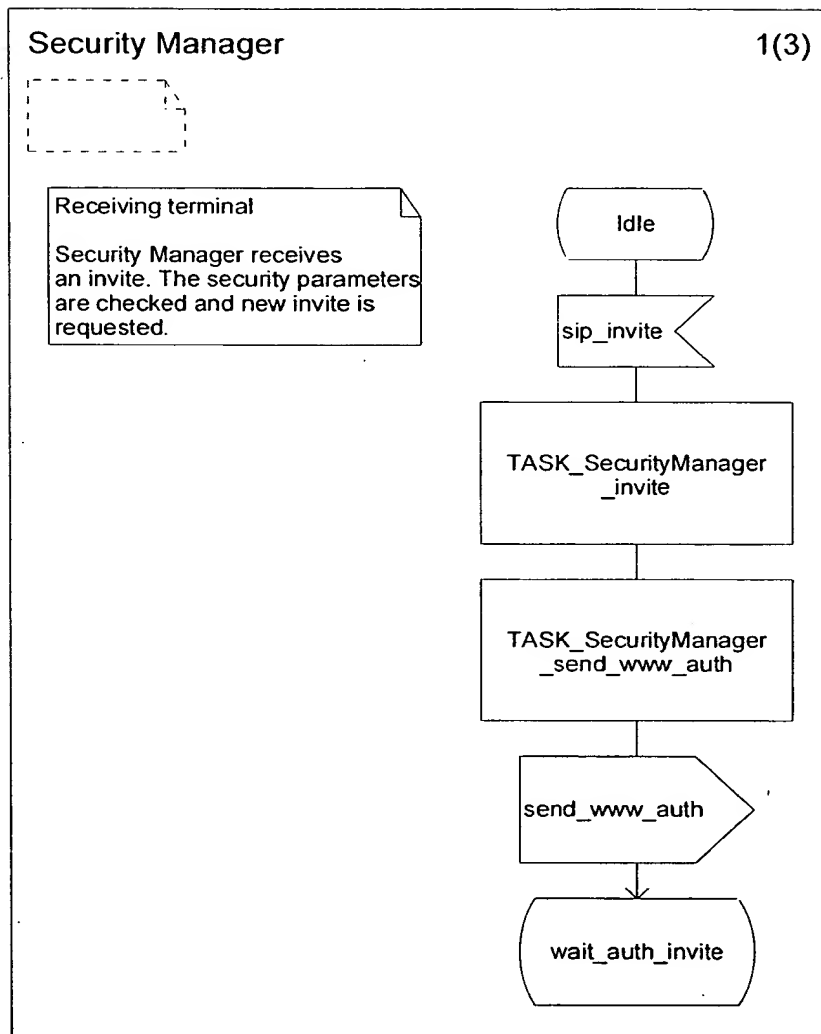 Security Manager 1(3)
Receiving terminal
Security Manager receives
an invite. The security parameters
are checked and new invite is
requested.
Idle
sip_invite
TASK_SecurityManager
_invite
TASK_SecurityManager
_send_www_auth
send_www_auth
wait_auth_invite